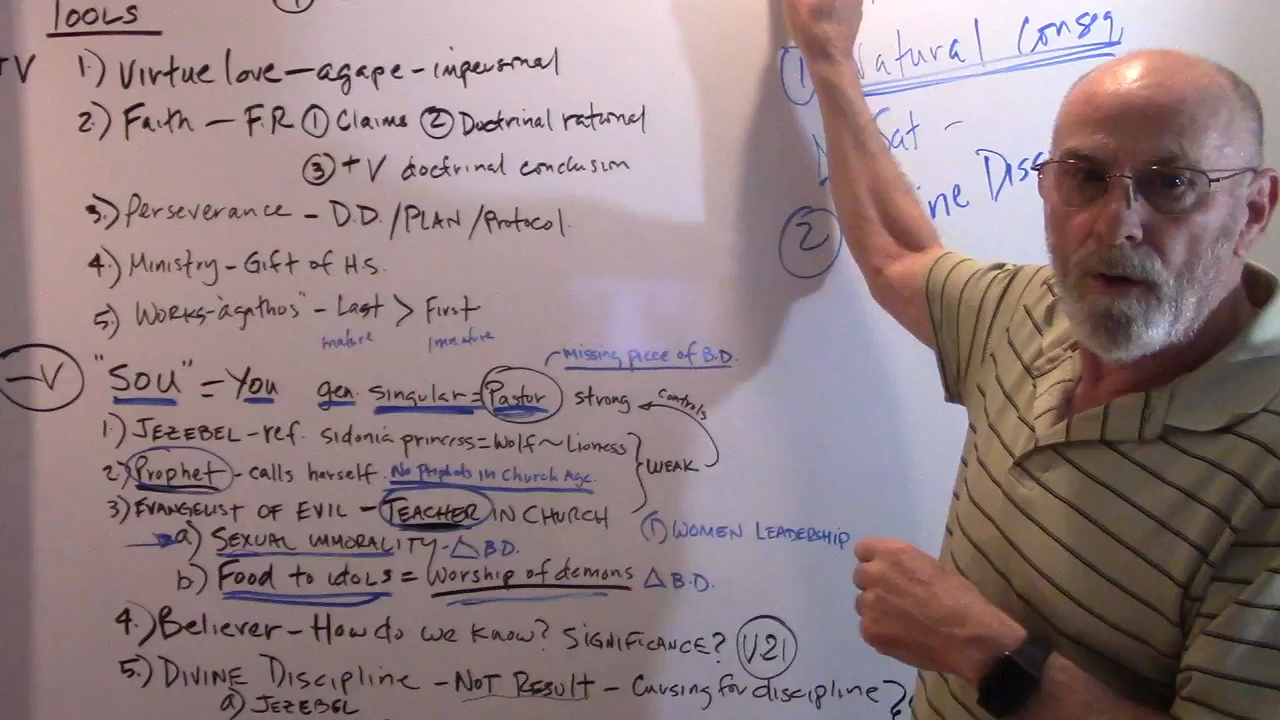 TOOLS
+V 1.) Virtue love—agape-impersonal
2.) Faith — F.R ① Claims ② Doctrinal rational
③ +V doctrinal conclusion
3.) Perseverance - D.D. /PLAN /Protocol.
4.) Ministry - Gift of H.S.
5) Works-"agathos" - Last > First
mature immature
Missing piece of B.D.
-V "SOU" = You gen. singular = Pastor strong controls
1.) JEZEBEL-ref. Sidonia princess=Wolf~Lioness
2) Prophet - calls herself. No Prophets in Church Age. WEAK
3) EVANGELIST OF EVIL - TEACHER IN CHURCH
① WOMEN LEADERSHIP
a) SEXUAL IMMORALITY - △ B.D.
b) Food to idols = Worship of demons △ B.D.
4.) Believer - How do we know? SIGNIFICANCE? V21
5.) DIVINE DISCIPLINE - NOT RESULT - Cursing for discipline
a) JEZEBEL
① Natural Conseq
Sat -
② ine Disc